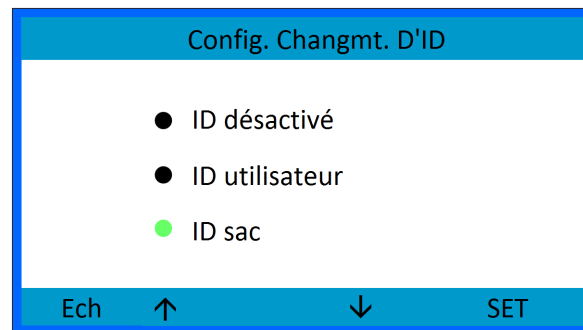 Config. Changmt. D'ID
ID désactivé
ID utilisateur
ID sac
Ech ↑ ↓ SET